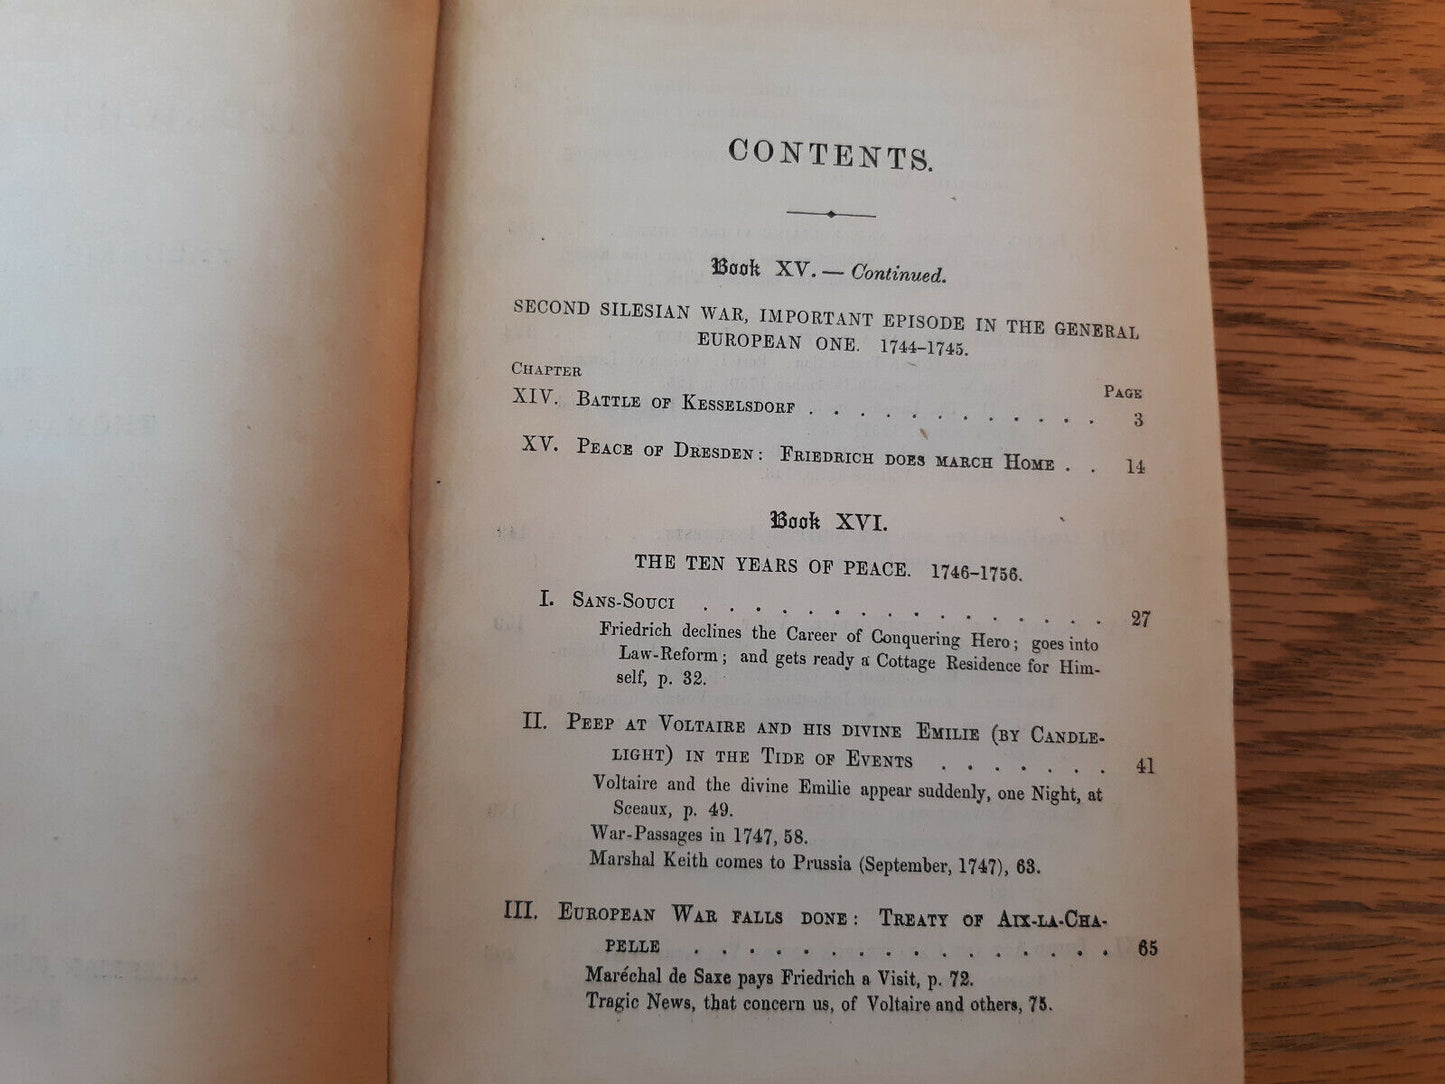 CONTENTS.
Book XV. — Continued.
SECOND SILESIAN WAR, IMPORTANT EPISODE IN THE GENERAL
EUROPEAN ONE. 1744–1745.
CHAPTER PAGE
XIV. BATTLE OF KESSELSDORF . . . . . . . . . . . . 3
XV. PEACE OF DRESDEN: FRIEDRICH DOES MARCH HOME . . 14
Book XVI.
THE TEN YEARS OF PEACE. 1746–1756.
I. SANS-SOUCI . . . . . . . . . . . . . . . . 27
Friedrich declines the Career of Conquering Hero; goes into
Law-Reform; and gets ready a Cottage Residence for Him-
self, p. 32.
II. PEEP AT VOLTAIRE AND HIS DIVINE EMILIE (BY CANDLE-
LIGHT) IN THE TIDE OF EVENTS . . . . . . . 41
Voltaire and the divine Emilie appear suddenly, one Night, at
Sceaux, p. 49.
War-Passages in 1747, 58.
Marshal Keith comes to Prussia (September, 1747), 63.
III. EUROPEAN WAR FALLS DONE: TREATY OF AIX-LA-CHA-
PELLE . . . . . . . . . . . . . . . . 65
Maréchal de Saxe pays Friedrich a Visit, p. 72.
Tragic News, that concern us, of Voltaire and others, 75.